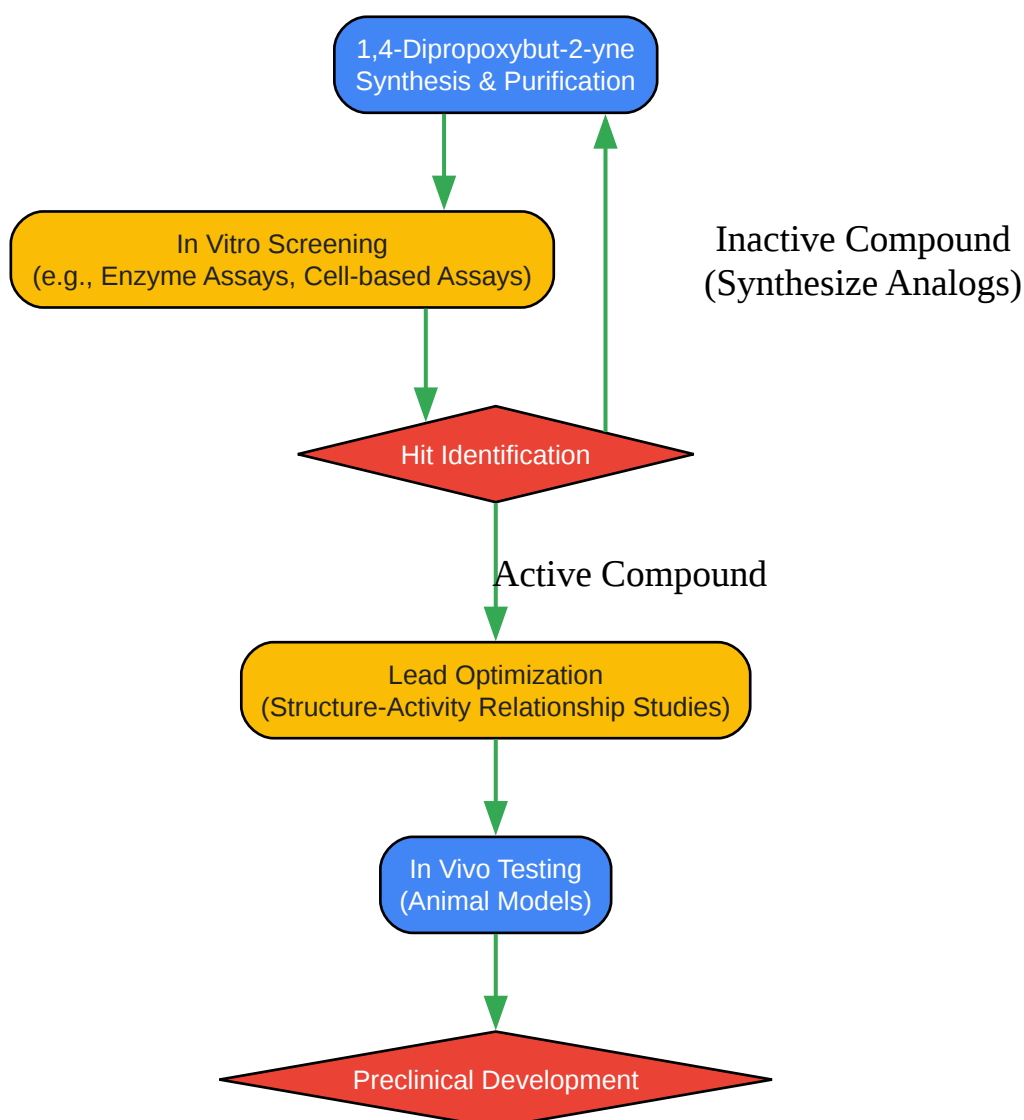 1,4-Dipropoxybut-2-yne
Synthesis & Purification
In Vitro Screening
(e.g., Enzyme Assays, Cell-based Assays)
Inactive Compound
(Synthesize Analogs)
Hit Identification
Active Compound
Lead Optimization
(Structure-Activity Relationship Studies)
In Vivo Testing
(Animal Models)
Preclinical Development